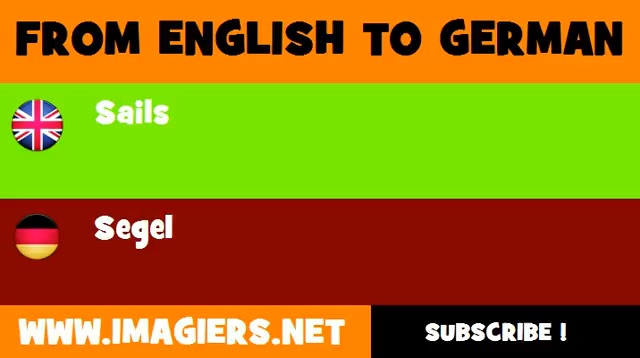 FROM ENGLISH TO GERMAN
Sails
Segel
WWW.IMAGIERS.NET
SUBSCRIBE !